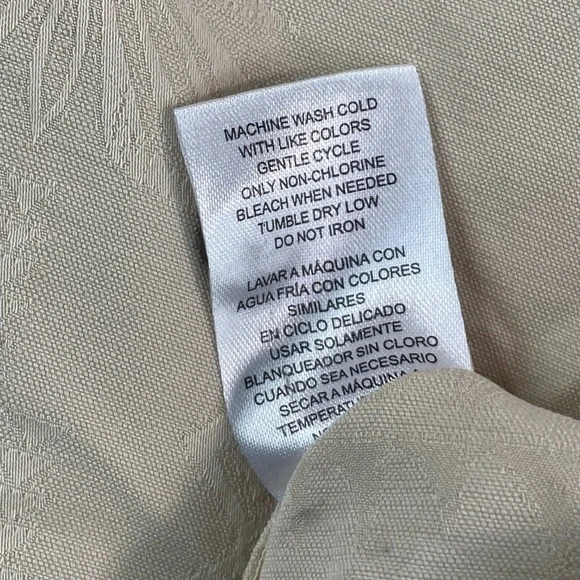 MACHINE WASH COLD
WITH LIKE COLORS
GENTLE CYCLE
ONLY NON-CHLORINE
BLEACH WHEN NEEDED
TUMBLE DRY LOW
DO NOT IRON
LAVAR A MÁQUINA CON
AGUA FRÍA CON COLORES
SIMILARES
EN CICLO DELICADO
USAR SOLAMENTE
BLANQUEADOR SIN CLORO
CUANDO SEA NECESARIO
SECAR A MÁQUINA A